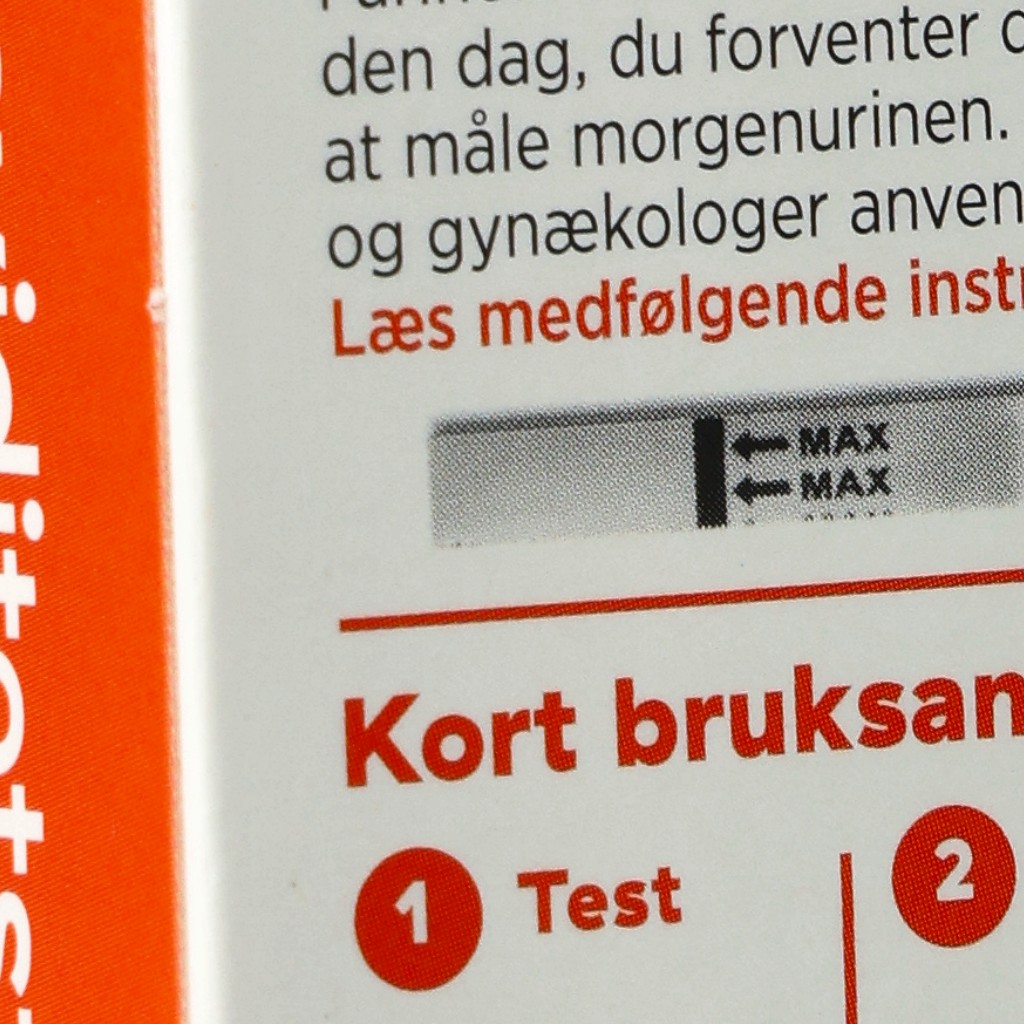 den dag, du forventer
at måle morgenurinen.
og gynækologer anven
Læs medfølgende instr
MAX
MAX
Kort bruksan
1 Test
2